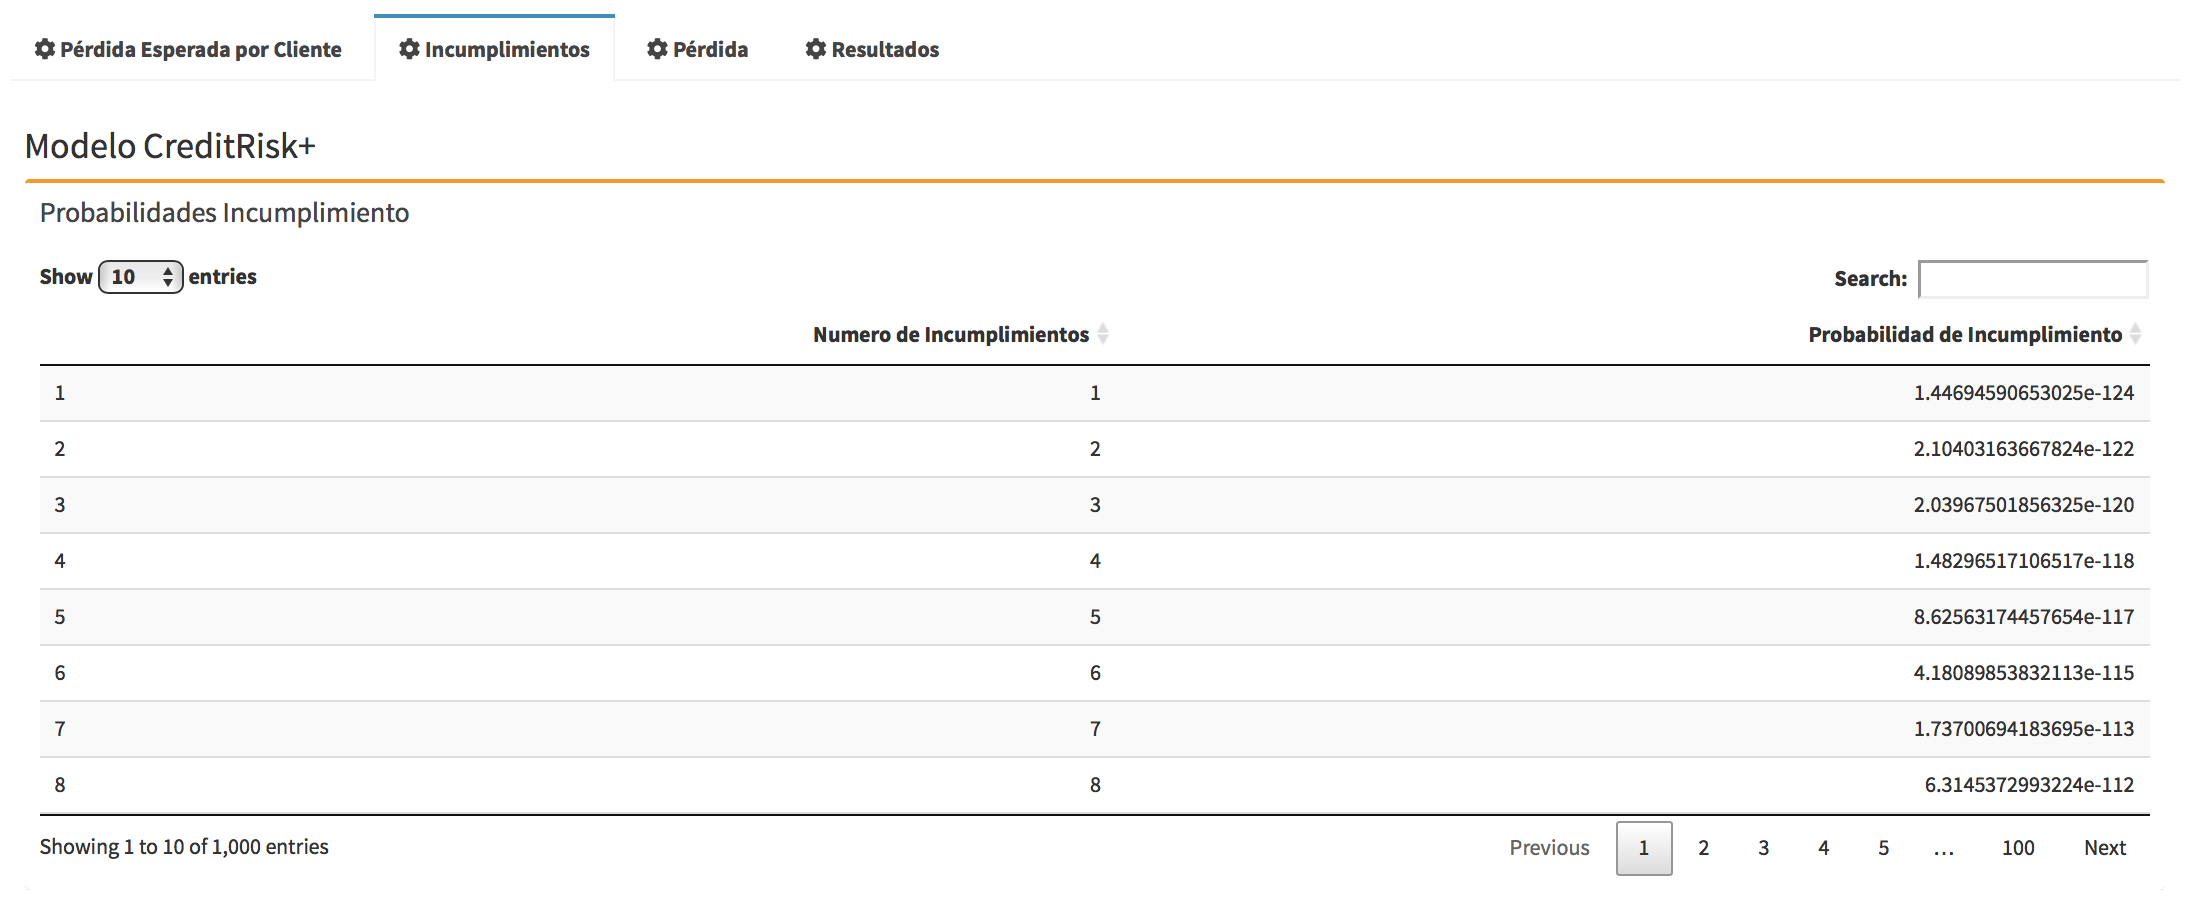 Pérdida Esperada por Cliente Incumplimientos Pérdida Resultados
Modelo CreditRisk+
Probabilidades Incumplimiento
Show 10 entries Search:
Numero de Incumplimientos Probabilidad de Incumplimiento
1 1 1.44694590653025e-124
2 2 2.10403163667824e-122
3 3 2.03967501856325e-120
4 4 1.48296517106517e-118
5 5 8.62563174457654e-117
6 6 4.18089853832113e-115
7 7 1.73700694183695e-113
8 8 6.3145372993224e-112
Showing 1 to 10 of 1,000 entries Previous 1 2 3 4 5 ... 100 Next